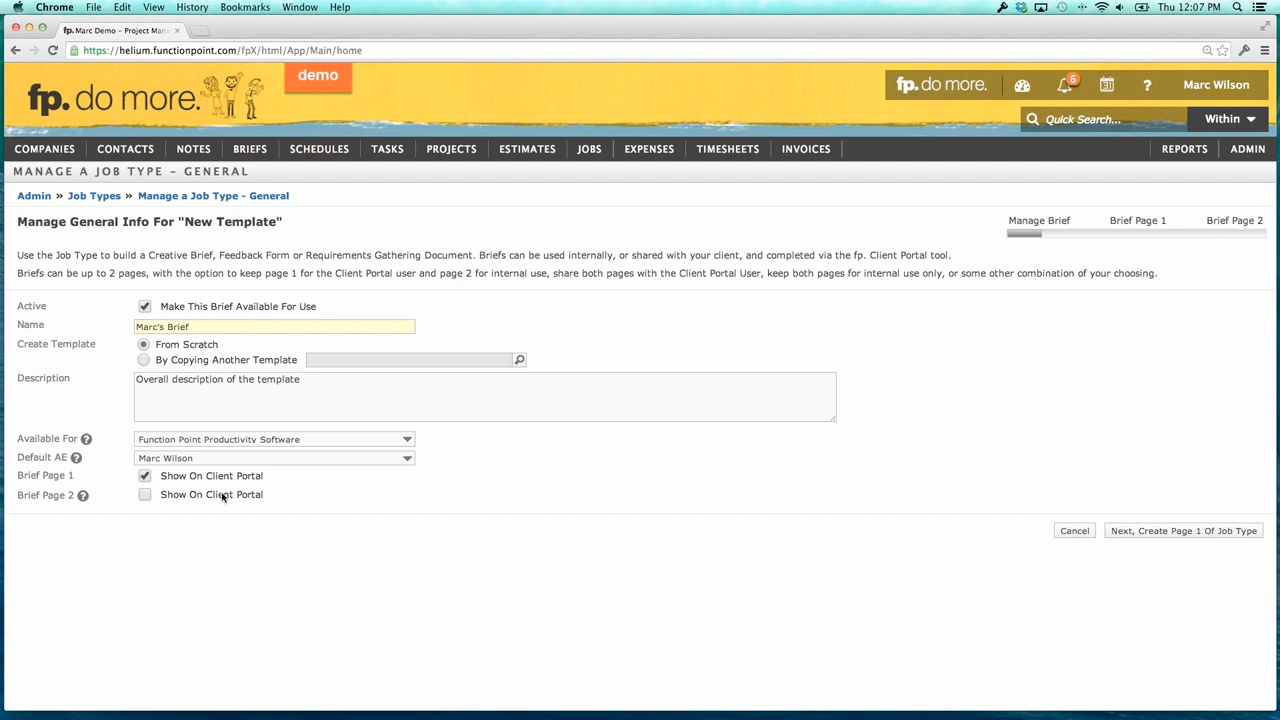 Chrome File Edit View History Bookmarks Window Help Thu 12:07 PM
fp. Marc Demo – Project Man
https://helium.functionpoint.com/fpX/html/App/Main/home
demo
fp. do more.
fp. do more. 6 ? Marc Wilson
Quick Search... Within
COMPANIES CONTACTS NOTES BRIEFS SCHEDULES TASKS PROJECTS ESTIMATES JOBS EXPENSES TIMESHEETS INVOICES REPORTS ADMIN
MANAGE A JOB TYPE – GENERAL
Admin » Job Types » Manage a Job Type - General
Manage General Info For "New Template" Manage Brief Brief Page 1 Brief Page 2
Use the Job Type to build a Creative Brief, Feedback Form or Requirements Gathering Document. Briefs can be used internally, or shared with your client, and completed via the fp. Client Portal tool.
Briefs can be up to 2 pages, with the option to keep page 1 for the Client Portal user and page 2 for internal use, share both pages with the Client Portal User, keep both pages for internal use only, or some other combination of your choosing.
Active Make This Brief Available For Use
Name Marc's Brief
Create Template From Scratch
By Copying Another Template
Description Overall description of the template
Available For ? Function Point Productivity Software
Default AE ? Marc Wilson
Brief Page 1 Show On Client Portal
Brief Page 2 ? Show On Client Portal
Cancel Next, Create Page 1 Of Job Type